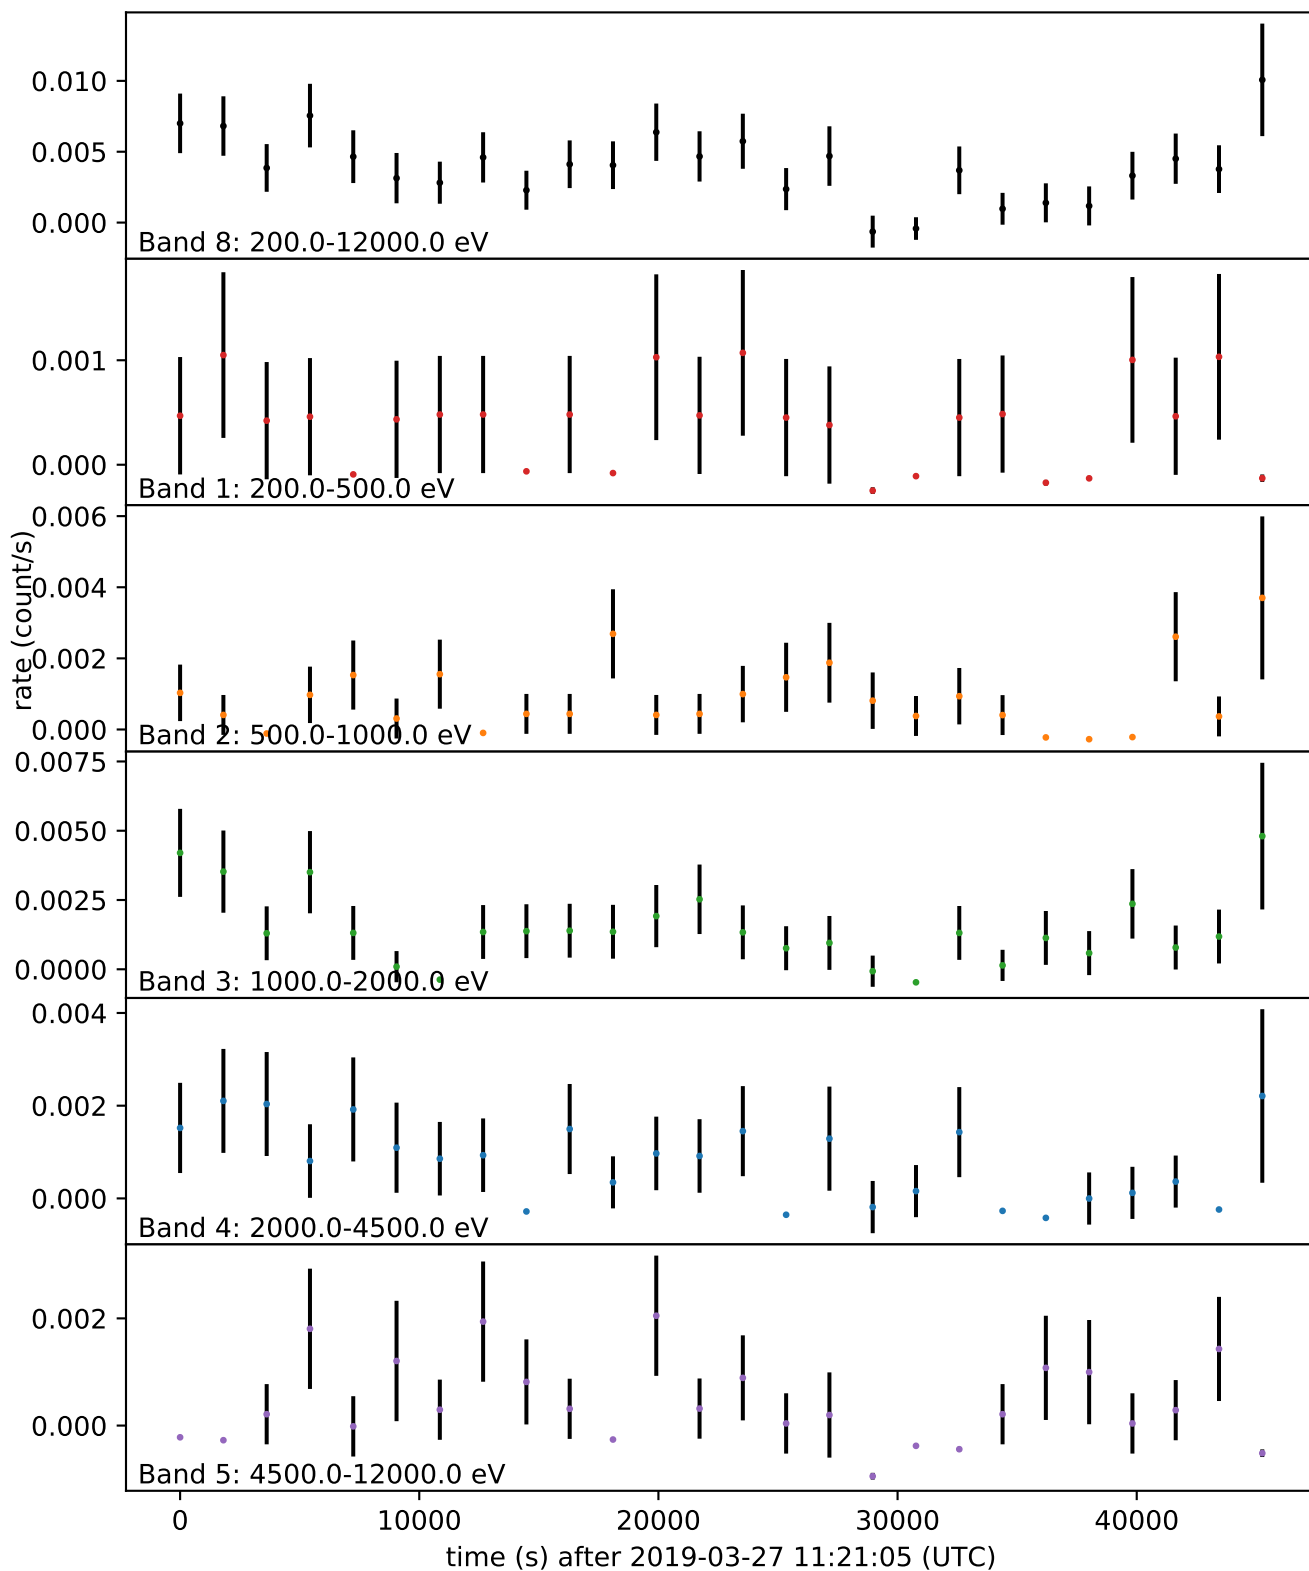 0.010
0.005
0.000
Band 8: 200.0-12000.0 eV
0.001
0.000
Band 1: 200.0-500.0 eV
rate (count/s)
0.006
0.004
0.002
0.000
Band 2: 500.0-1000.0 eV
0.0075
0.0050
0.0025
0.0000
Band 3: 1000.0-2000.0 eV
0.004
0.002
0.000
Band 4: 2000.0-4500.0 eV
0.002
0.000
Band 5: 4500.0-12000.0 eV
0 10000 20000 30000 40000
time (s) after 2019-03-27 11:21:05 (UTC)